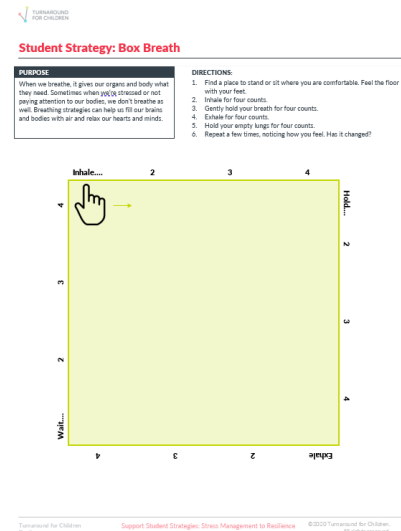 TURNAROUND
FOR CHILDREN
Student Strategy: Box Breath
PURPOSE
When we breathe, it gives our organs and body what
they need. Sometimes when you're stressed or not
paying attention to our bodies, we don't breathe as
well. Breathing strategies can help us fill our brains
and bodies with air and relax our hearts and minds.
DIRECTIONS:
1. Find a place to stand or sit where you are comfortable. Feel the floor
with your feet.
2. Inhale for four counts.
3. Gently hold your breath for four counts.
4. Exhale for four counts.
5. Hold your empty lungs for four counts.
6. Repeat a few times, noticing how you feel. Has it changed?
Inhale.... 2 3 4
Hold....
2
3
4
Exhale 2 3 4
Wait....
2
3
4
Turnaround for Children
Support Student Strategies: Stress Management to Resilience
©2020 Turnaround for Children.